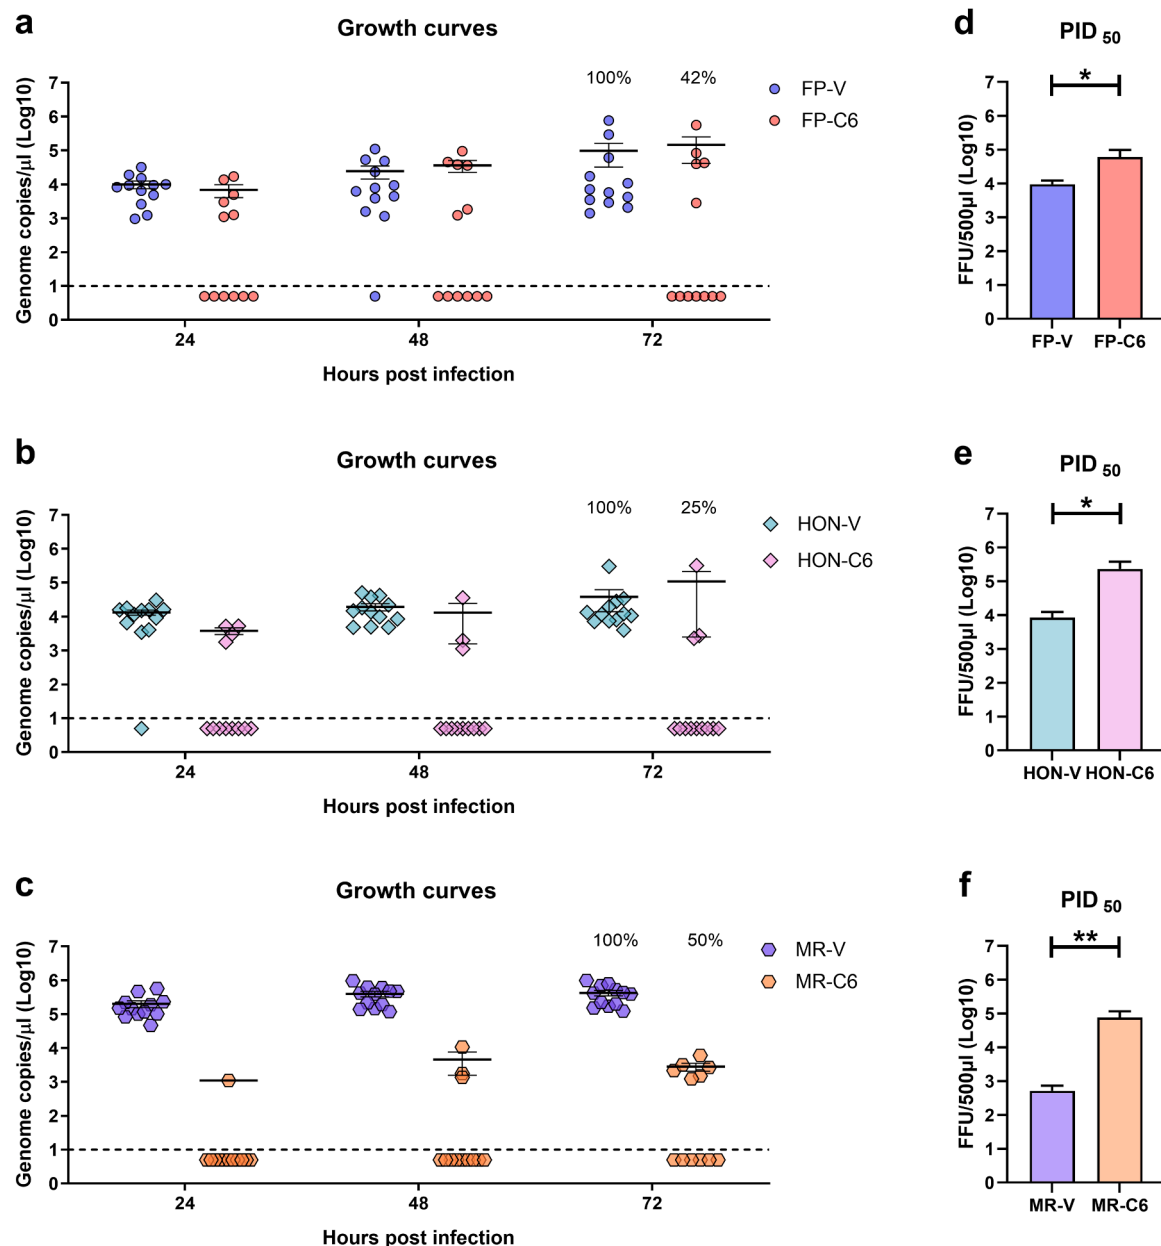 a
Growth curves
Genome copies/µl (Log10)
7
6
5
4
3
2
1
0
100%
42%
FP-V
FP-C6
24
48
72
Hours post infection
d
PID 50
FFU/500µl (Log10)
7
6
5
4
3
2
1
0
*
FP-V
FP-C6
b
Growth curves
Genome copies/µl (Log10)
7
6
5
4
3
2
1
0
100%
25%
HON-V
HON-C6
24
48
72
Hours post infection
e
PID 50
FFU/500µl (Log10)
7
6
5
4
3
2
1
0
*
HON-V
HON-C6
c
Growth curves
Genome copies/µl (Log10)
7
6
5
4
3
2
1
0
100%
50%
MR-V
MR-C6
24
48
72
Hours post infection
f
PID 50
FFU/500µl (Log10)
7
6
5
4
3
2
1
0
**
MR-V
MR-C6